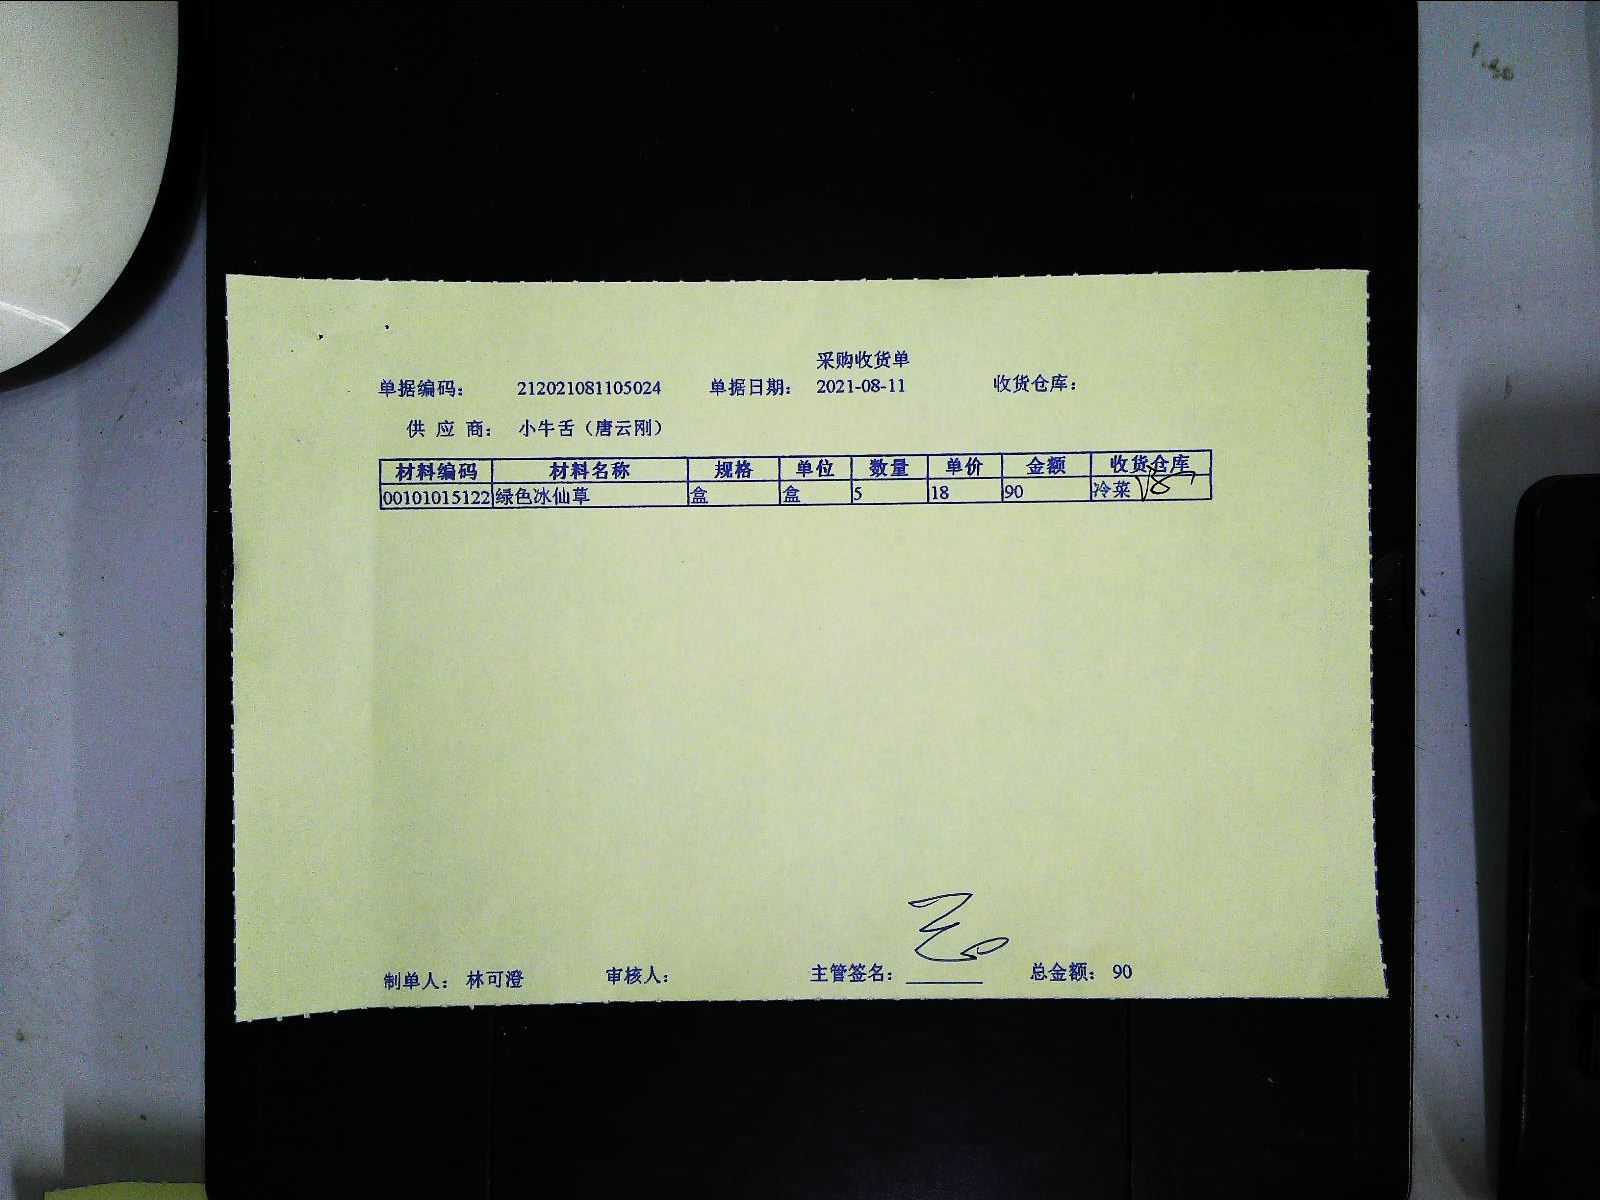 采购收货单
单据编码: 212021081105024 单据日期: 2021-08-11 收货仓库:
供 应 商: 小牛舌（唐云刚）
材料编码 材料名称 规格 单位 数量 单价 金额 收货仓库
00101015122 绿色冰仙草 盒 盒 5 18 90 冷菜
制单人: 林可澄 审核人: 主管签名: 总金额: 90